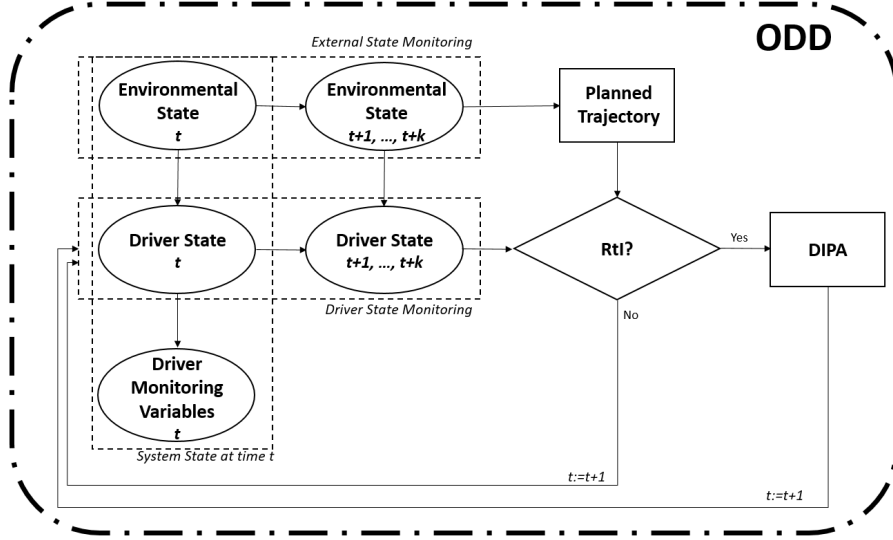 ODD
External State Monitoring
Environmental
State
t
Environmental
State
t+1, ..., t+k
Planned
Trajectory
Driver State
t
Driver State
t+1, ..., t+k
RtI?
Yes
DIPA
No
Driver State Monitoring
Driver
Monitoring
Variables
t
System State at time t
t:=t+1
t:=t+1